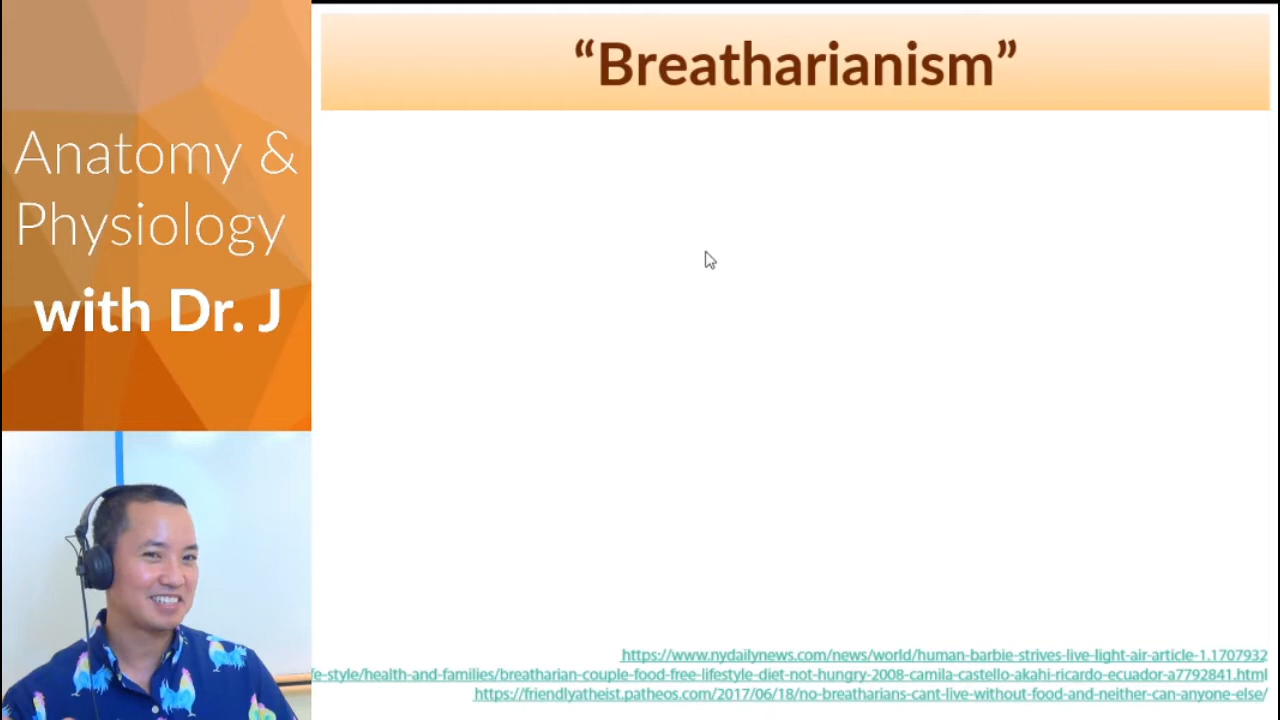 Anatomy &
Physiology
with Dr. J
“Breatharianism”
https://www.nydailynews.com/news/world/human-barbie-strives-live-light-air-article-1.1707932
fe-style/health-and-families/breatharian-couple-food-free-lifestyle-diet-not-hungry-2008-camila-castello-akahi-ricardo-ecuador-a7792841.html
https://friendlyatheist.patheos.com/2017/06/18/no-breatharians-cant-live-without-food-and-neither-can-anyone-else/